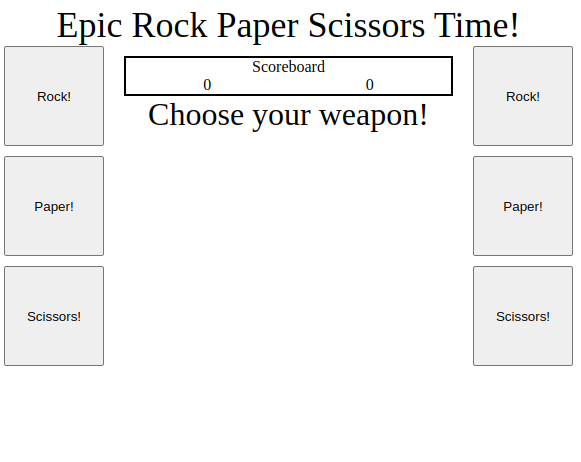 Epic Rock Paper Scissors Time!
Rock!
Scoreboard
0 0
Choose your weapon!
Rock!
Paper!
Paper!
Scissors!
Scissors!